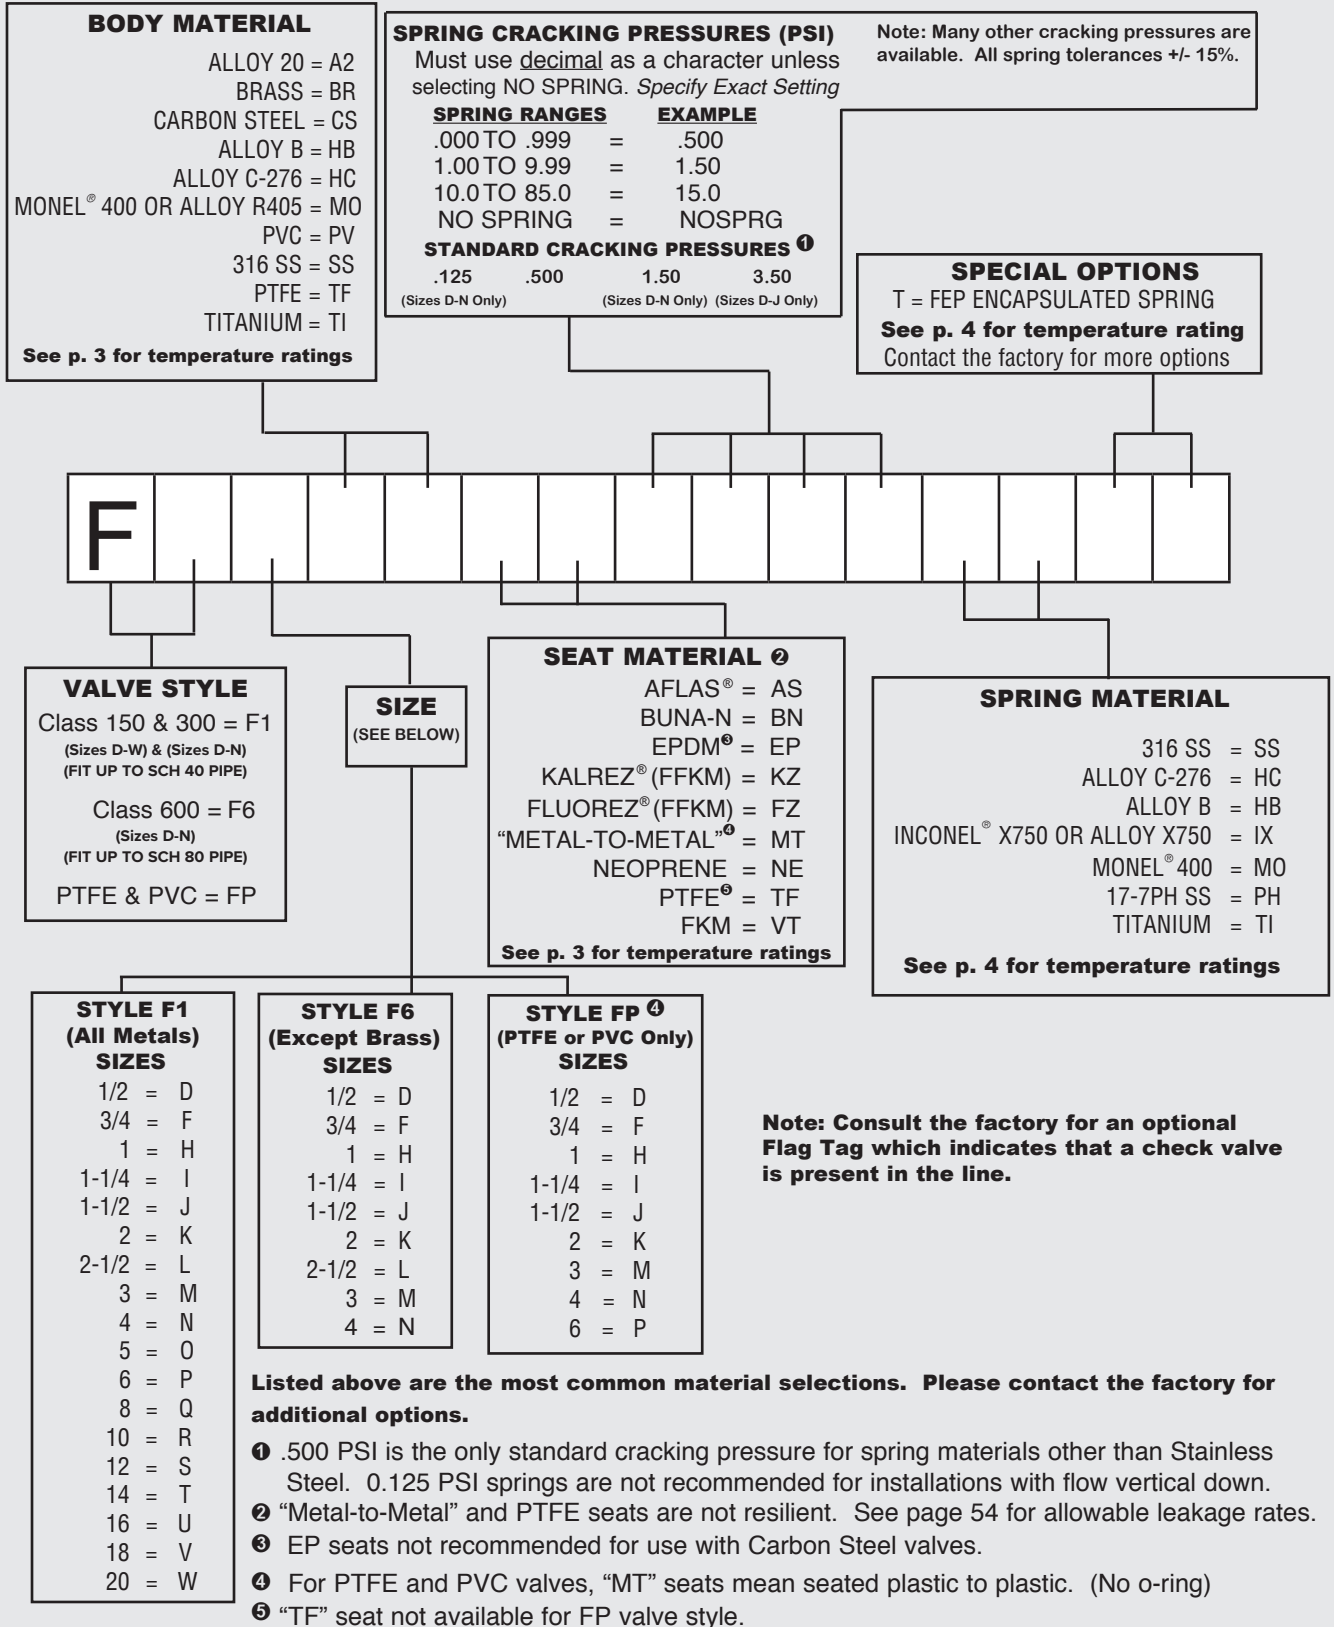 BODY MATERIAL
ALLOY 20 = A2
BRASS = BR
CARBON STEEL = CS
ALLOY B = HB
ALLOY C-276 = HC
MONEL® 400 OR ALLOY R405 = MO
PVC = PV
316 SS = SS
PTFE = TF
TITANIUM = TI
See p. 3 for temperature ratings
SPRING CRACKING PRESSURES (PSI)
Must use decimal as a character unless
selecting NO SPRING. Specify Exact Setting
SPRING RANGES EXAMPLE
.000 TO .999 = .500
1.00 TO 9.99 = 1.50
10.0 TO 85.0 = 15.0
NO SPRING = NOSPRG
STANDARD CRACKING PRESSURES ❶
.125 .500 1.50 3.50
(Sizes D-N Only) (Sizes D-N Only) (Sizes D-J Only)
Note: Many other cracking pressures are
available. All spring tolerances +/- 15%.
SPECIAL OPTIONS
T = FEP ENCAPSULATED SPRING
See p. 4 for temperature rating
Contact the factory for more options
F
VALVE STYLE
Class 150 & 300 = F1
(Sizes D-W) & (Sizes D-N)
(FIT UP TO SCH 40 PIPE)
Class 600 = F6
(Sizes D-N)
(FIT UP TO SCH 80 PIPE)
PTFE & PVC = FP
SIZE
(SEE BELOW)
SEAT MATERIAL ❷
AFLAS® = AS
BUNA-N = BN
EPDM❸ = EP
KALREZ® (FFKM) = KZ
FLUOREZ® (FFKM) = FZ
“METAL-TO-METAL”❹ = MT
NEOPRENE = NE
PTFE❺ = TF
FKM = VT
See p. 3 for temperature ratings
SPRING MATERIAL
316 SS = SS
ALLOY C-276 = HC
ALLOY B = HB
INCONEL® X750 OR ALLOY X750 = IX
MONEL® 400 = MO
17-7PH SS = PH
TITANIUM = TI
See p. 4 for temperature ratings
STYLE F1
(All Metals)
SIZES
1/2 = D
3/4 = F
1 = H
1-1/4 = I
1-1/2 = J
2 = K
2-1/2 = L
3 = M
4 = N
5 = O
6 = P
8 = Q
10 = R
12 = S
14 = T
16 = U
18 = V
20 = W
STYLE F6
(Except Brass)
SIZES
1/2 = D
3/4 = F
1 = H
1-1/4 = I
1-1/2 = J
2 = K
2-1/2 = L
3 = M
4 = N
STYLE FP ❹
(PTFE or PVC Only)
SIZES
1/2 = D
3/4 = F
1 = H
1-1/4 = I
1-1/2 = J
2 = K
3 = M
4 = N
6 = P
Note: Consult the factory for an optional
Flag Tag which indicates that a check valve
is present in the line.
Listed above are the most common material selections. Please contact the factory for
additional options.
❶ .500 PSI is the only standard cracking pressure for spring materials other than Stainless
Steel. 0.125 PSI springs are not recommended for installations with flow vertical down.
❷ “Metal-to-Metal” and PTFE seats are not resilient. See page 54 for allowable leakage rates.
❸ EP seats not recommended for use with Carbon Steel valves.
❹ For PTFE and PVC valves, “MT” seats mean seated plastic to plastic. (No o-ring)
❺ “TF” seat not available for FP valve style.